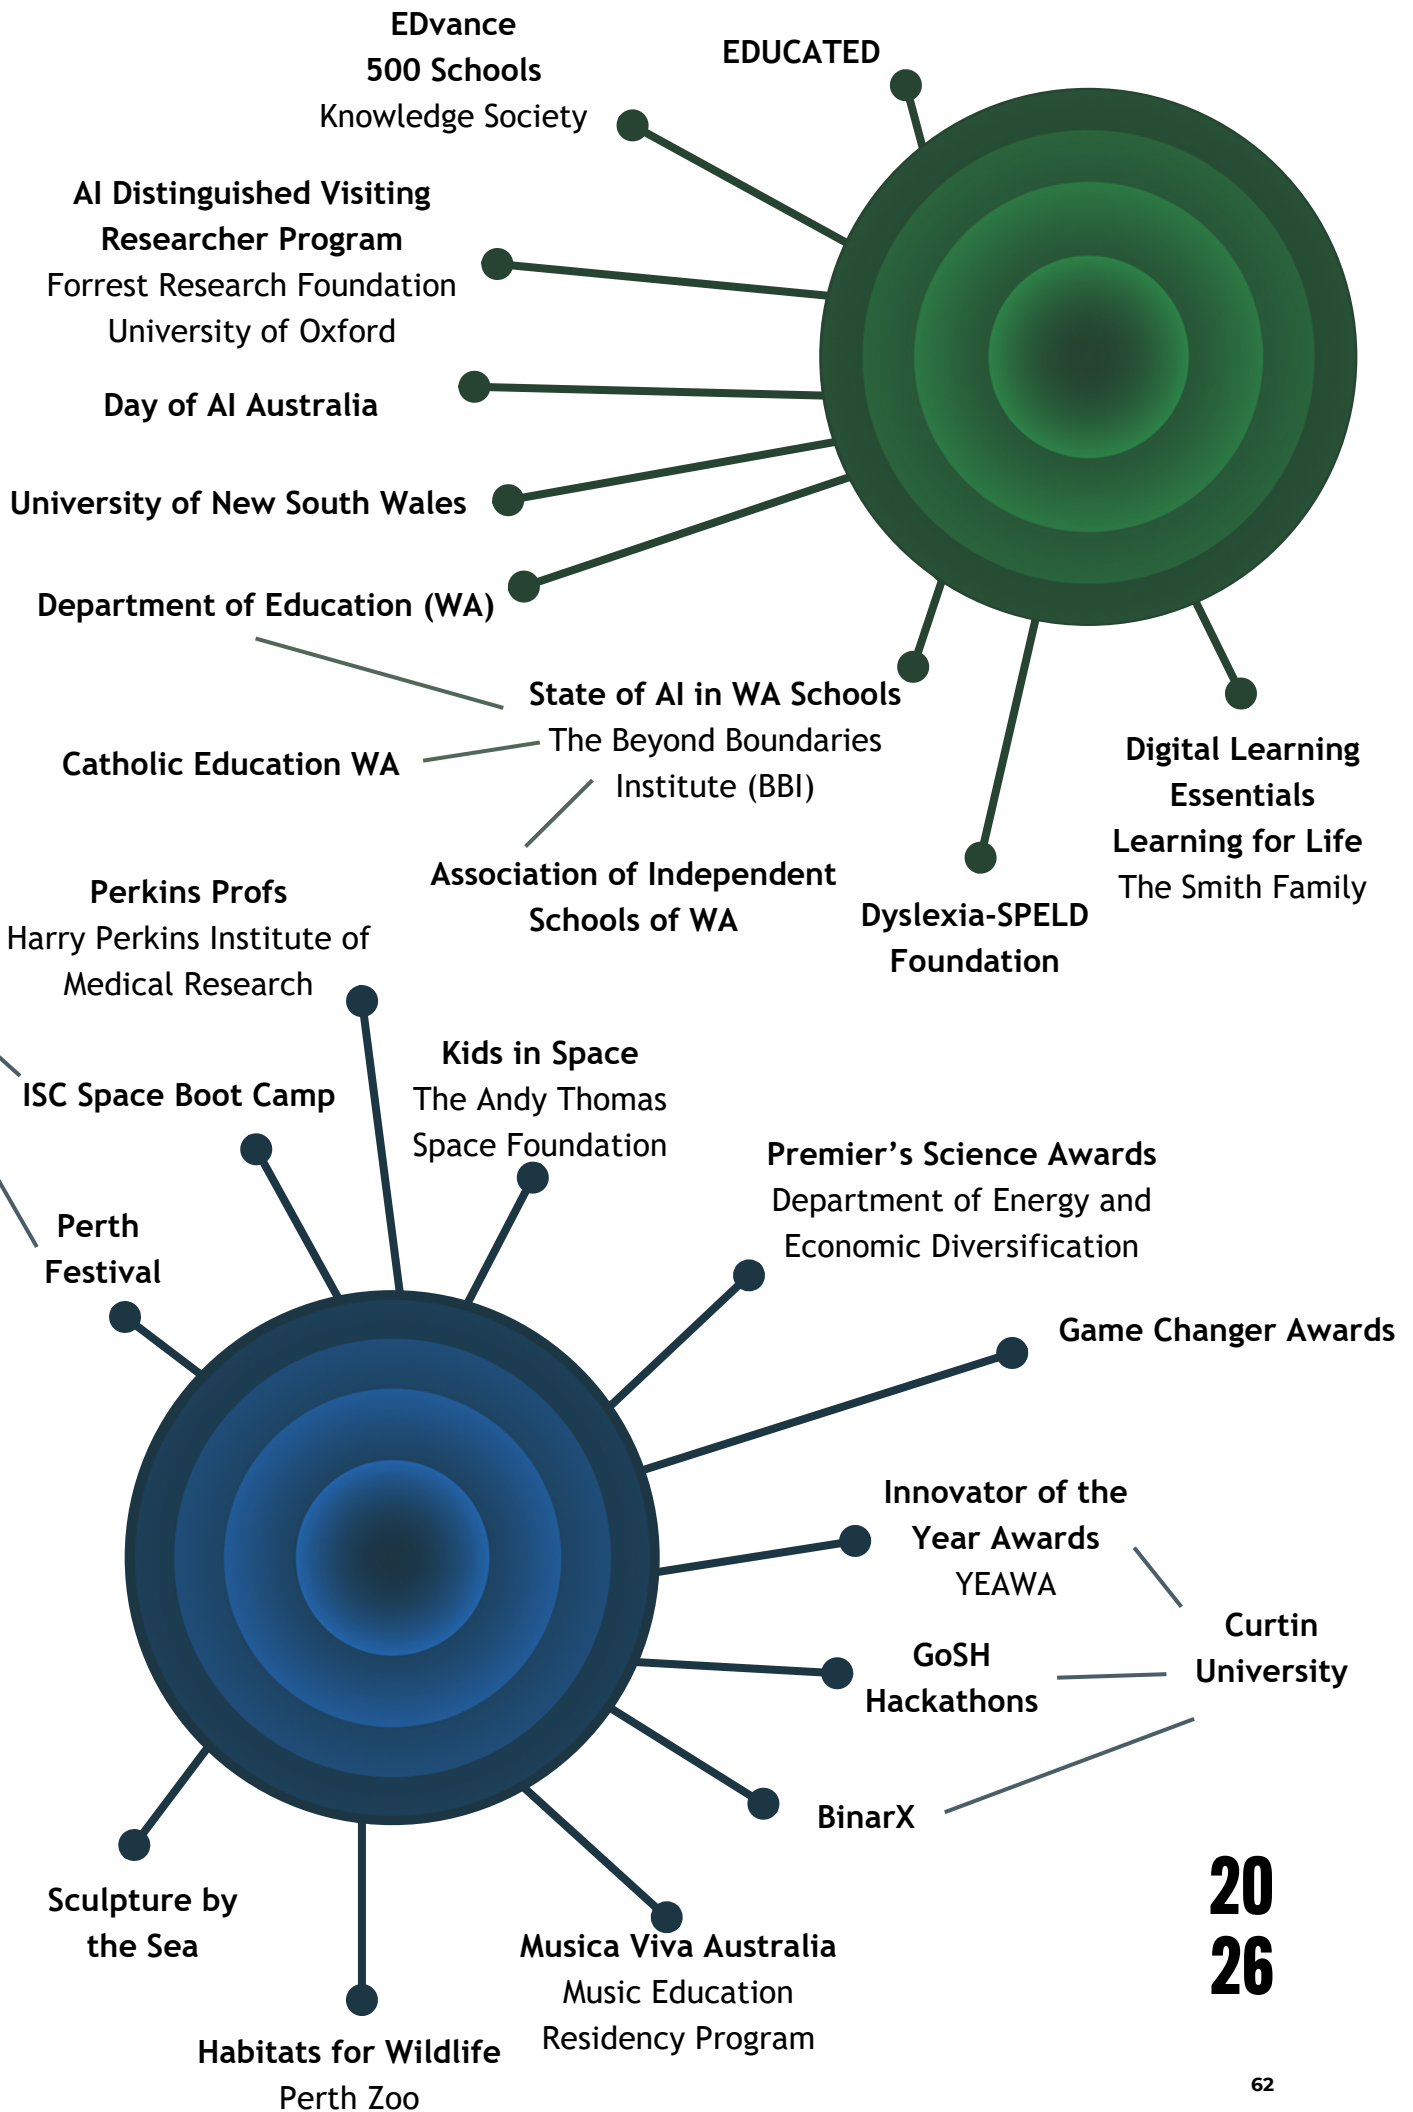 EDvance
500 Schools
Knowledge Society
EDUCATED
AI Distinguished Visiting
Researcher Program
Forrest Research Foundation
University of Oxford
Day of AI Australia
University of New South Wales
Department of Education (WA)
State of AI in WA Schools
The Beyond Boundaries
Institute (BBI)
Catholic Education WA
Association of Independent
Schools of WA
Digital Learning
Essentials
Learning for Life
The Smith Family
Dyslexia-SPELD
Foundation
Perkins Profs
Harry Perkins Institute of
Medical Research
ISC Space Boot Camp
Kids in Space
The Andy Thomas
Space Foundation
Perth
Festival
Premier’s Science Awards
Department of Energy and
Economic Diversification
Game Changer Awards
Innovator of the
Year Awards
YEAWA
GoSH
Hackathons
Curtin
University
BinarX
Sculpture by
the Sea
Musica Viva Australia
Music Education
Residency Program
Habitats for Wildlife
Perth Zoo
20
26
62